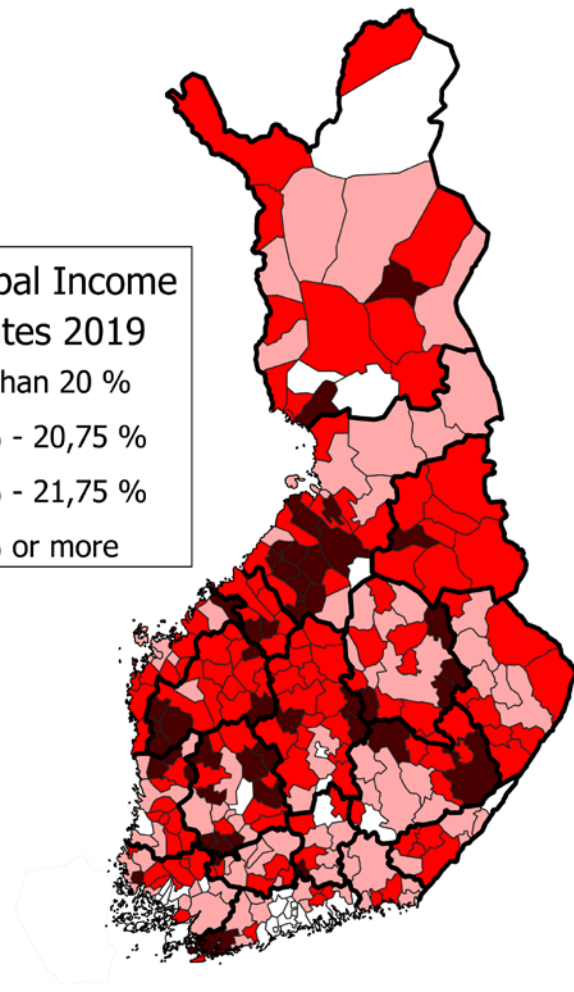 pal Income
tes 2019
han 20 %
- 20,75 %
- 21,75 %
or more